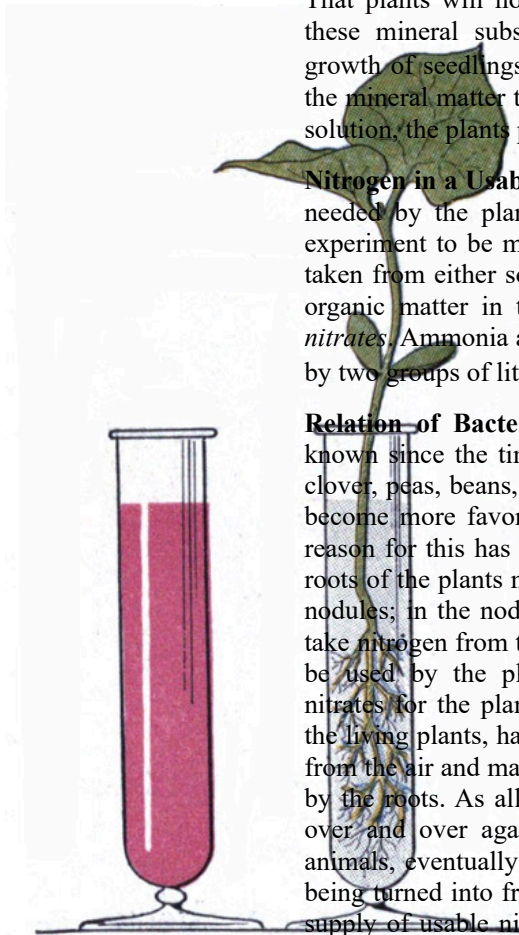 That plants will no
these mineral subs
growth of seedlings
the mineral matter t
solution, the plants p
Nitrogen in a Usab
needed by the plan
experiment to be m
taken from either so
organic matter in t
nitrates. Ammonia a
by two groups of lit
Relation of Bacte
known since the tim
clover, peas, beans,
become more favor
reason for this has
roots of the plants n
nodules; in the nod
take nitrogen from t
be used by the pl
nitrates for the plan
the living plants, ha
from the air and ma
by the roots. As all
over and over aga
animals, eventually
being turned into fr
supply of usable ni